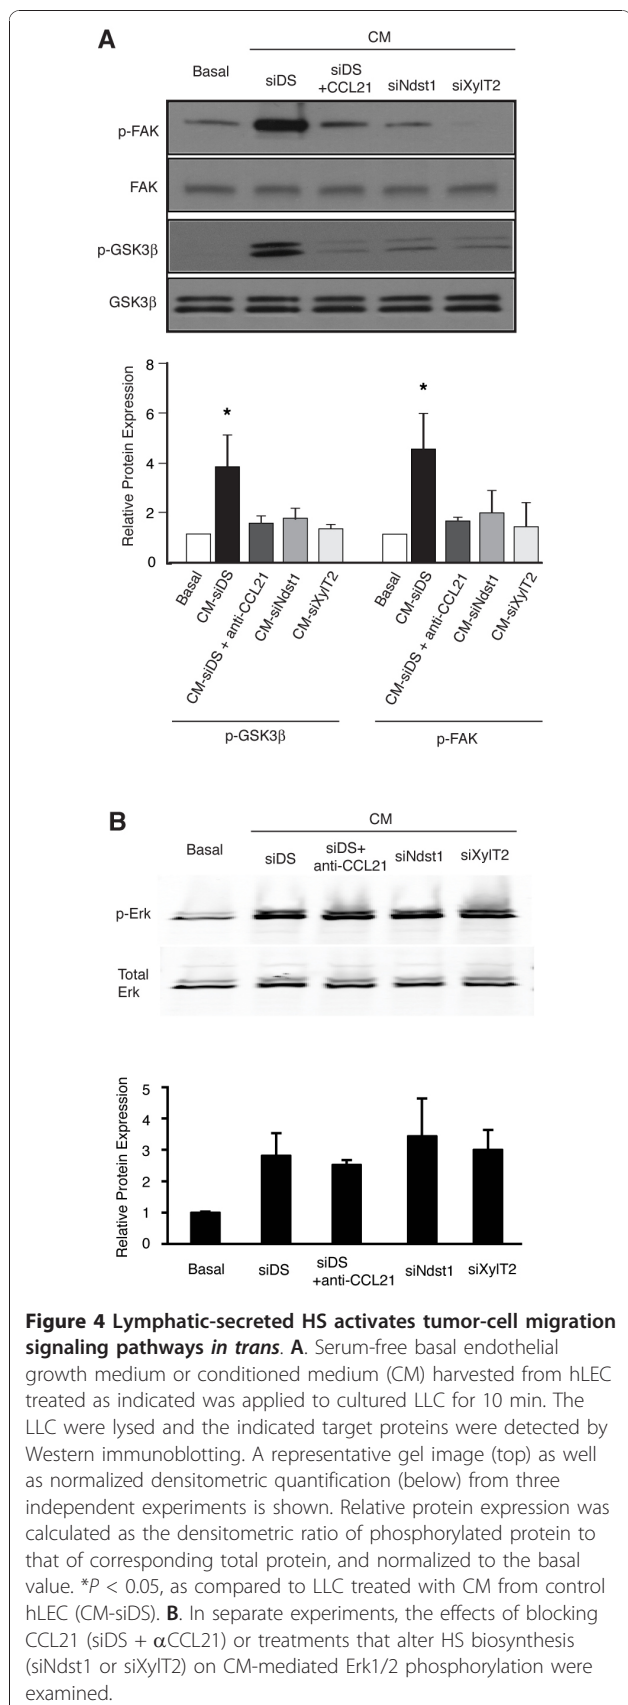 A
CM
Basal
siDS
siDS
+CCL21
siNdst1
siXylT2
p-FAK
FAK
p-GSK3β
GSK3β
Relative Protein Expression
8
6
4
2
0
*
*
Basal
CM-siDS
CM-siDS + anti-CCL21
CM-siNdst1
CM-siXylT2
Basal
CM-siDS
CM-siDS + anti-CCL21
CM-siNdst1
CM-siXylT2
p-GSK3β
p-FAK
B
CM
Basal
siDS
siDS+
anti-CCL21
siNdst1
siXylT2
p-Erk
Total
Erk
Relative Protein Expression
5
4
3
2
1
0
Basal
siDS
siDS
+anti-CCL21
siNdst1
siXylT2
Figure 4 Lymphatic-secreted HS activates tumor-cell migration
signaling pathways in trans. A. Serum-free basal endothelial
growth medium or conditioned medium (CM) harvested from hLEC
treated as indicated was applied to cultured LLC for 10 min. The
LLC were lysed and the indicated target proteins were detected by
Western immunoblotting. A representative gel image (top) as well
as normalized densitometric quantification (below) from three
independent experiments is shown. Relative protein expression was
calculated as the densitometric ratio of phosphorylated protein to
that of corresponding total protein, and normalized to the basal
value. *P < 0.05, as compared to LLC treated with CM from control
hLEC (CM-siDS). B. In separate experiments, the effects of blocking
CCL21 (siDS + αCCL21) or treatments that alter HS biosynthesis
(siNdst1 or siXylT2) on CM-mediated Erk1/2 phosphorylation were
examined.